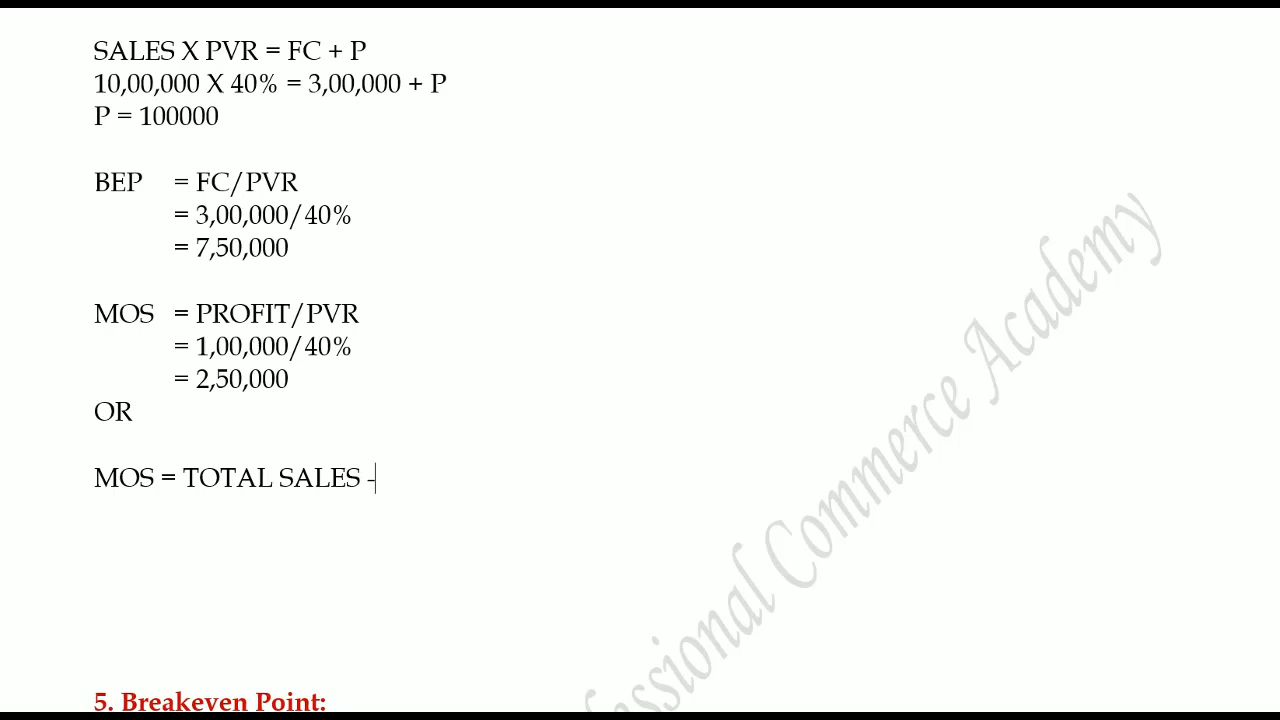 SALES X PVR = FC + P
10,00,000 X 40% = 3,00,000 + P
P = 100000
BEP = FC/PVR
= 3,00,000/40%
= 7,50,000
MOS = PROFIT/PVR
= 1,00,000/40%
= 2,50,000
OR
MOS = TOTAL SALES -
Commerce Academy
5. Breakeven Point: